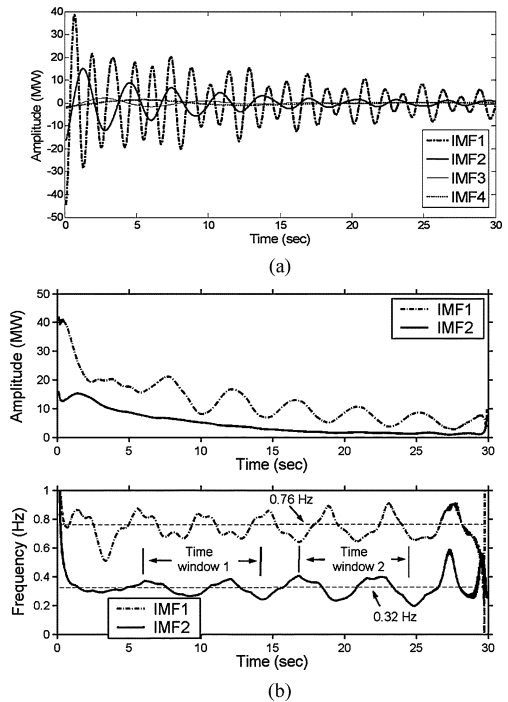 50
40
30
20
10
0
-10
-20
-30
-40
-50
Amplitude (MW)
IMF1
IMF2
IMF3
IMF4
0 5 10 15 20 25 30
Time (sec)
(a)
50
40
30
20
10
0
Amplitude (MW)
IMF1
IMF2
0 5 10 15 20 25 30
Time (sec)
1
0.8
0.6
0.4
0.2
0
Frequency (Hz)
0.76 Hz
Time
window 1
Time
window 2
0.32 Hz
IMF1
IMF2
0 5 10 15 20 25 30
Time (sec)
(b)